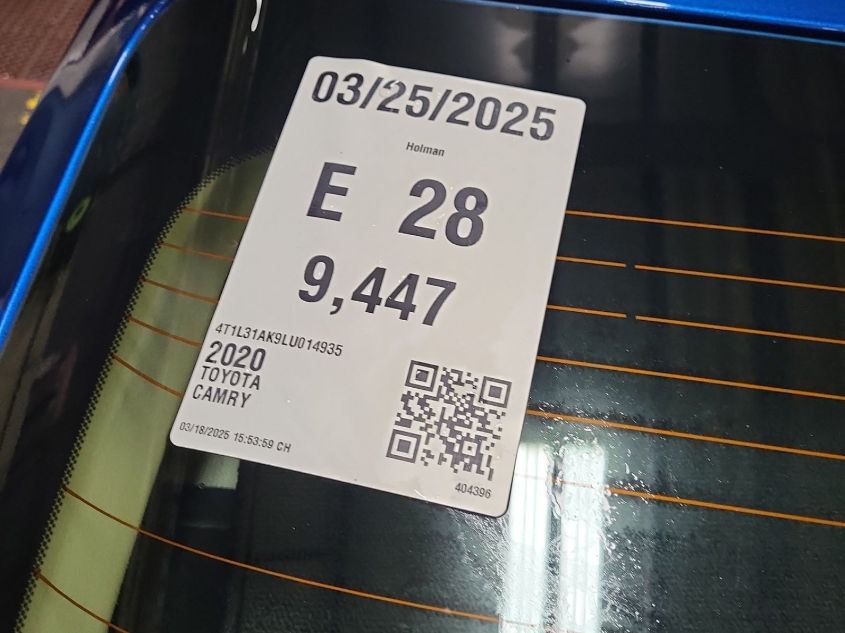 03/25/2025
Holman
E 28
9,447
4T1L31AK9LU014935
2020
TOYOTA
CAMRY
03/18/2025 15:53:59 CH
404396